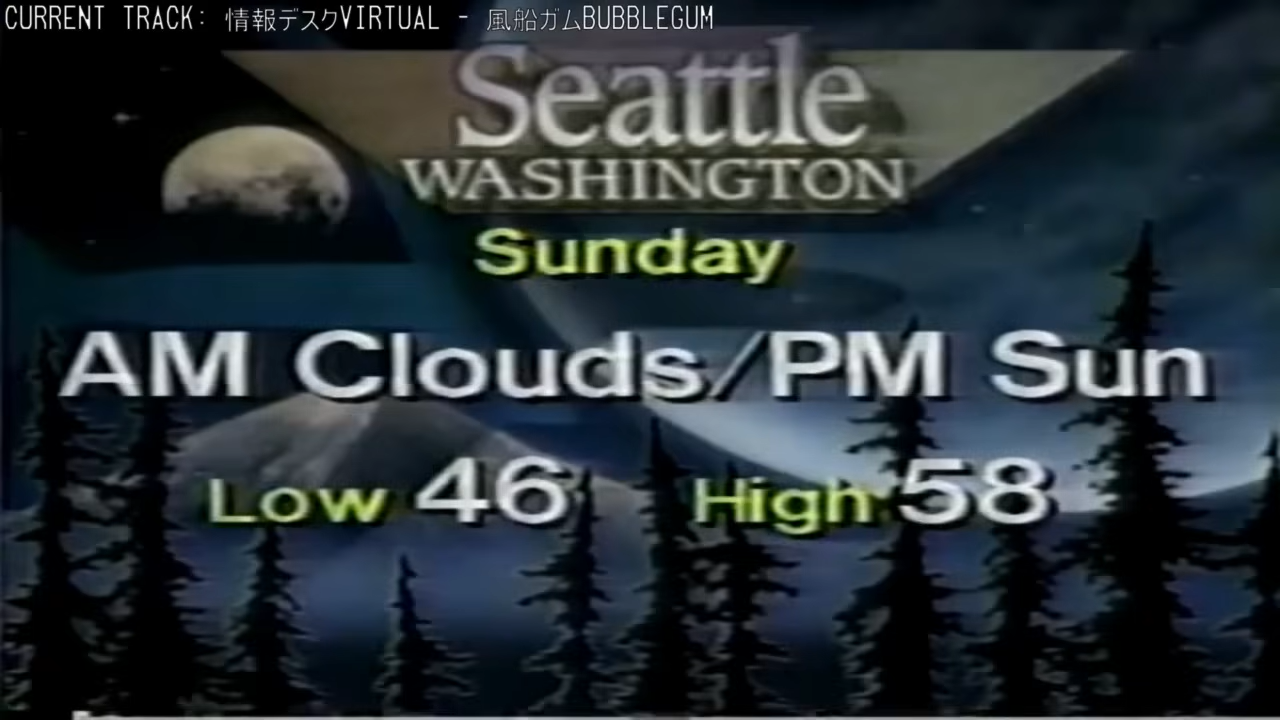 CURRENT TRACK: 情報デスクVIRTUAL - 風船ガムBUBBLEGUM
Seattle
WASHINGTON
Sunday
AM Clouds/PM Sun
Low 46 High 58